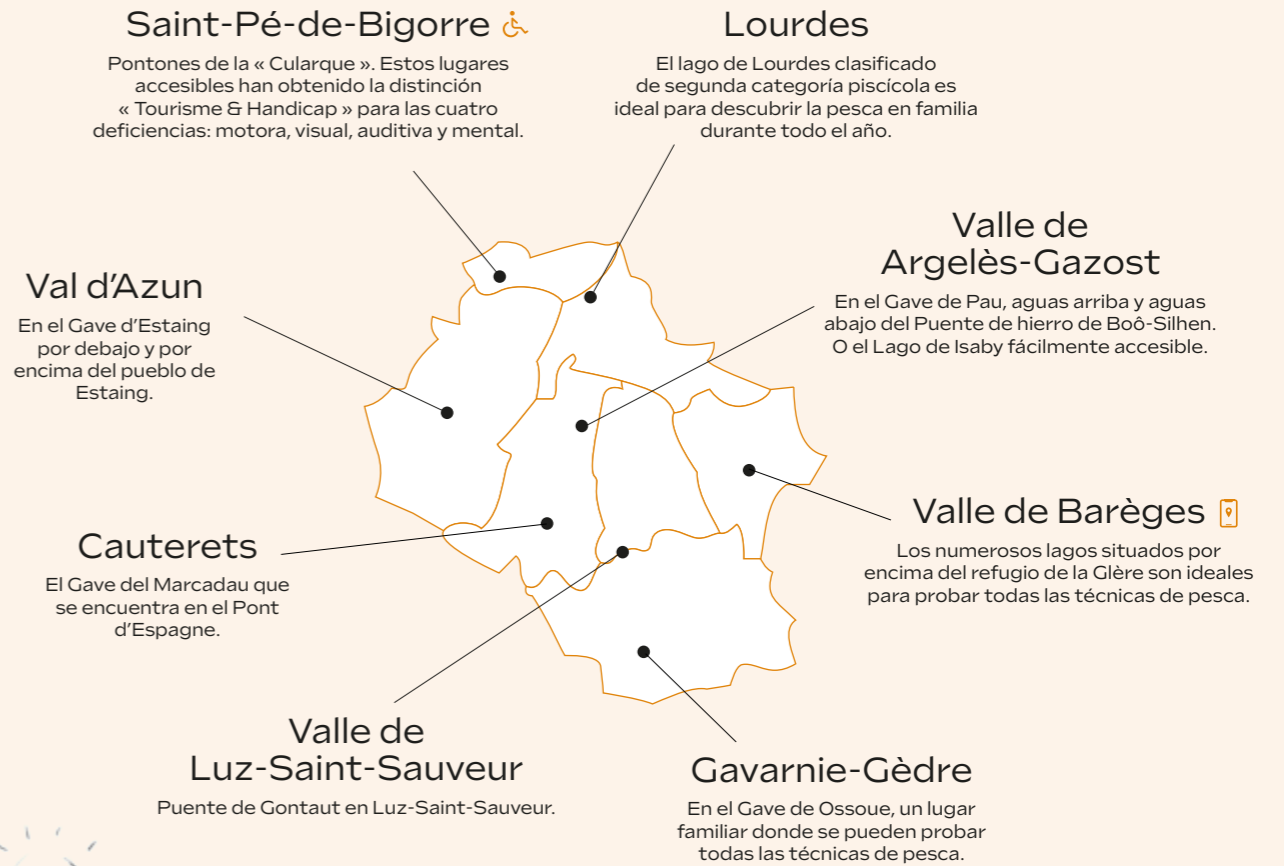 Saint-Pé-de-Bigorre
Pontones de la « Cularque ». Estos lugares
accesibles han obtenido la distinción
« Tourisme & Handicap » para las cuatro
deficiencias: motora, visual, auditiva y mental.
Lourdes
El lago de Lourdes clasificado
de segunda categoría piscícola es
ideal para descubrir la pesca en familia
durante todo el año.
Valle de
Argelès-Gazost
En el Gave de Pau, aguas arriba y aguas
abajo del Puente de hierro de Boô-Silhen.
O el Lago de Isaby fácilmente accesible.
Val d'Azun
En el Gave d'Estaing
por debajo y por
encima del pueblo de
Estaing.
Valle de Barèges
Los numerosos lagos situados por
encima del refugio de la Glère son ideales
para probar todas las técnicas de pesca.
Cauterets
El Gave del Marcadau que
se encuentra en el Pont
d'Espagne.
Valle de
Luz-Saint-Sauveur
Puente de Gontaut en Luz-Saint-Sauveur.
Gavarnie-Gèdre
En el Gave de Ossoue, un lugar
familiar donde se pueden probar
todas las técnicas de pesca.